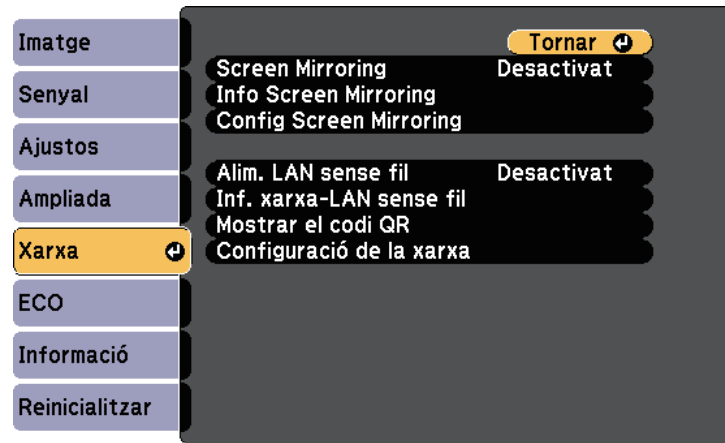 Imatge
Senyal
Ajustos
Ampliada
Xarxa
ECO
Informació
Reinicialitzar
Tornar
Screen Mirroring Desactivat
Info Screen Mirroring
Config Screen Mirroring
Alim. LAN sense fil Desactivat
Inf. xarxa-LAN sense fil
Mostrar el codi QR
Configuració de la xarxa